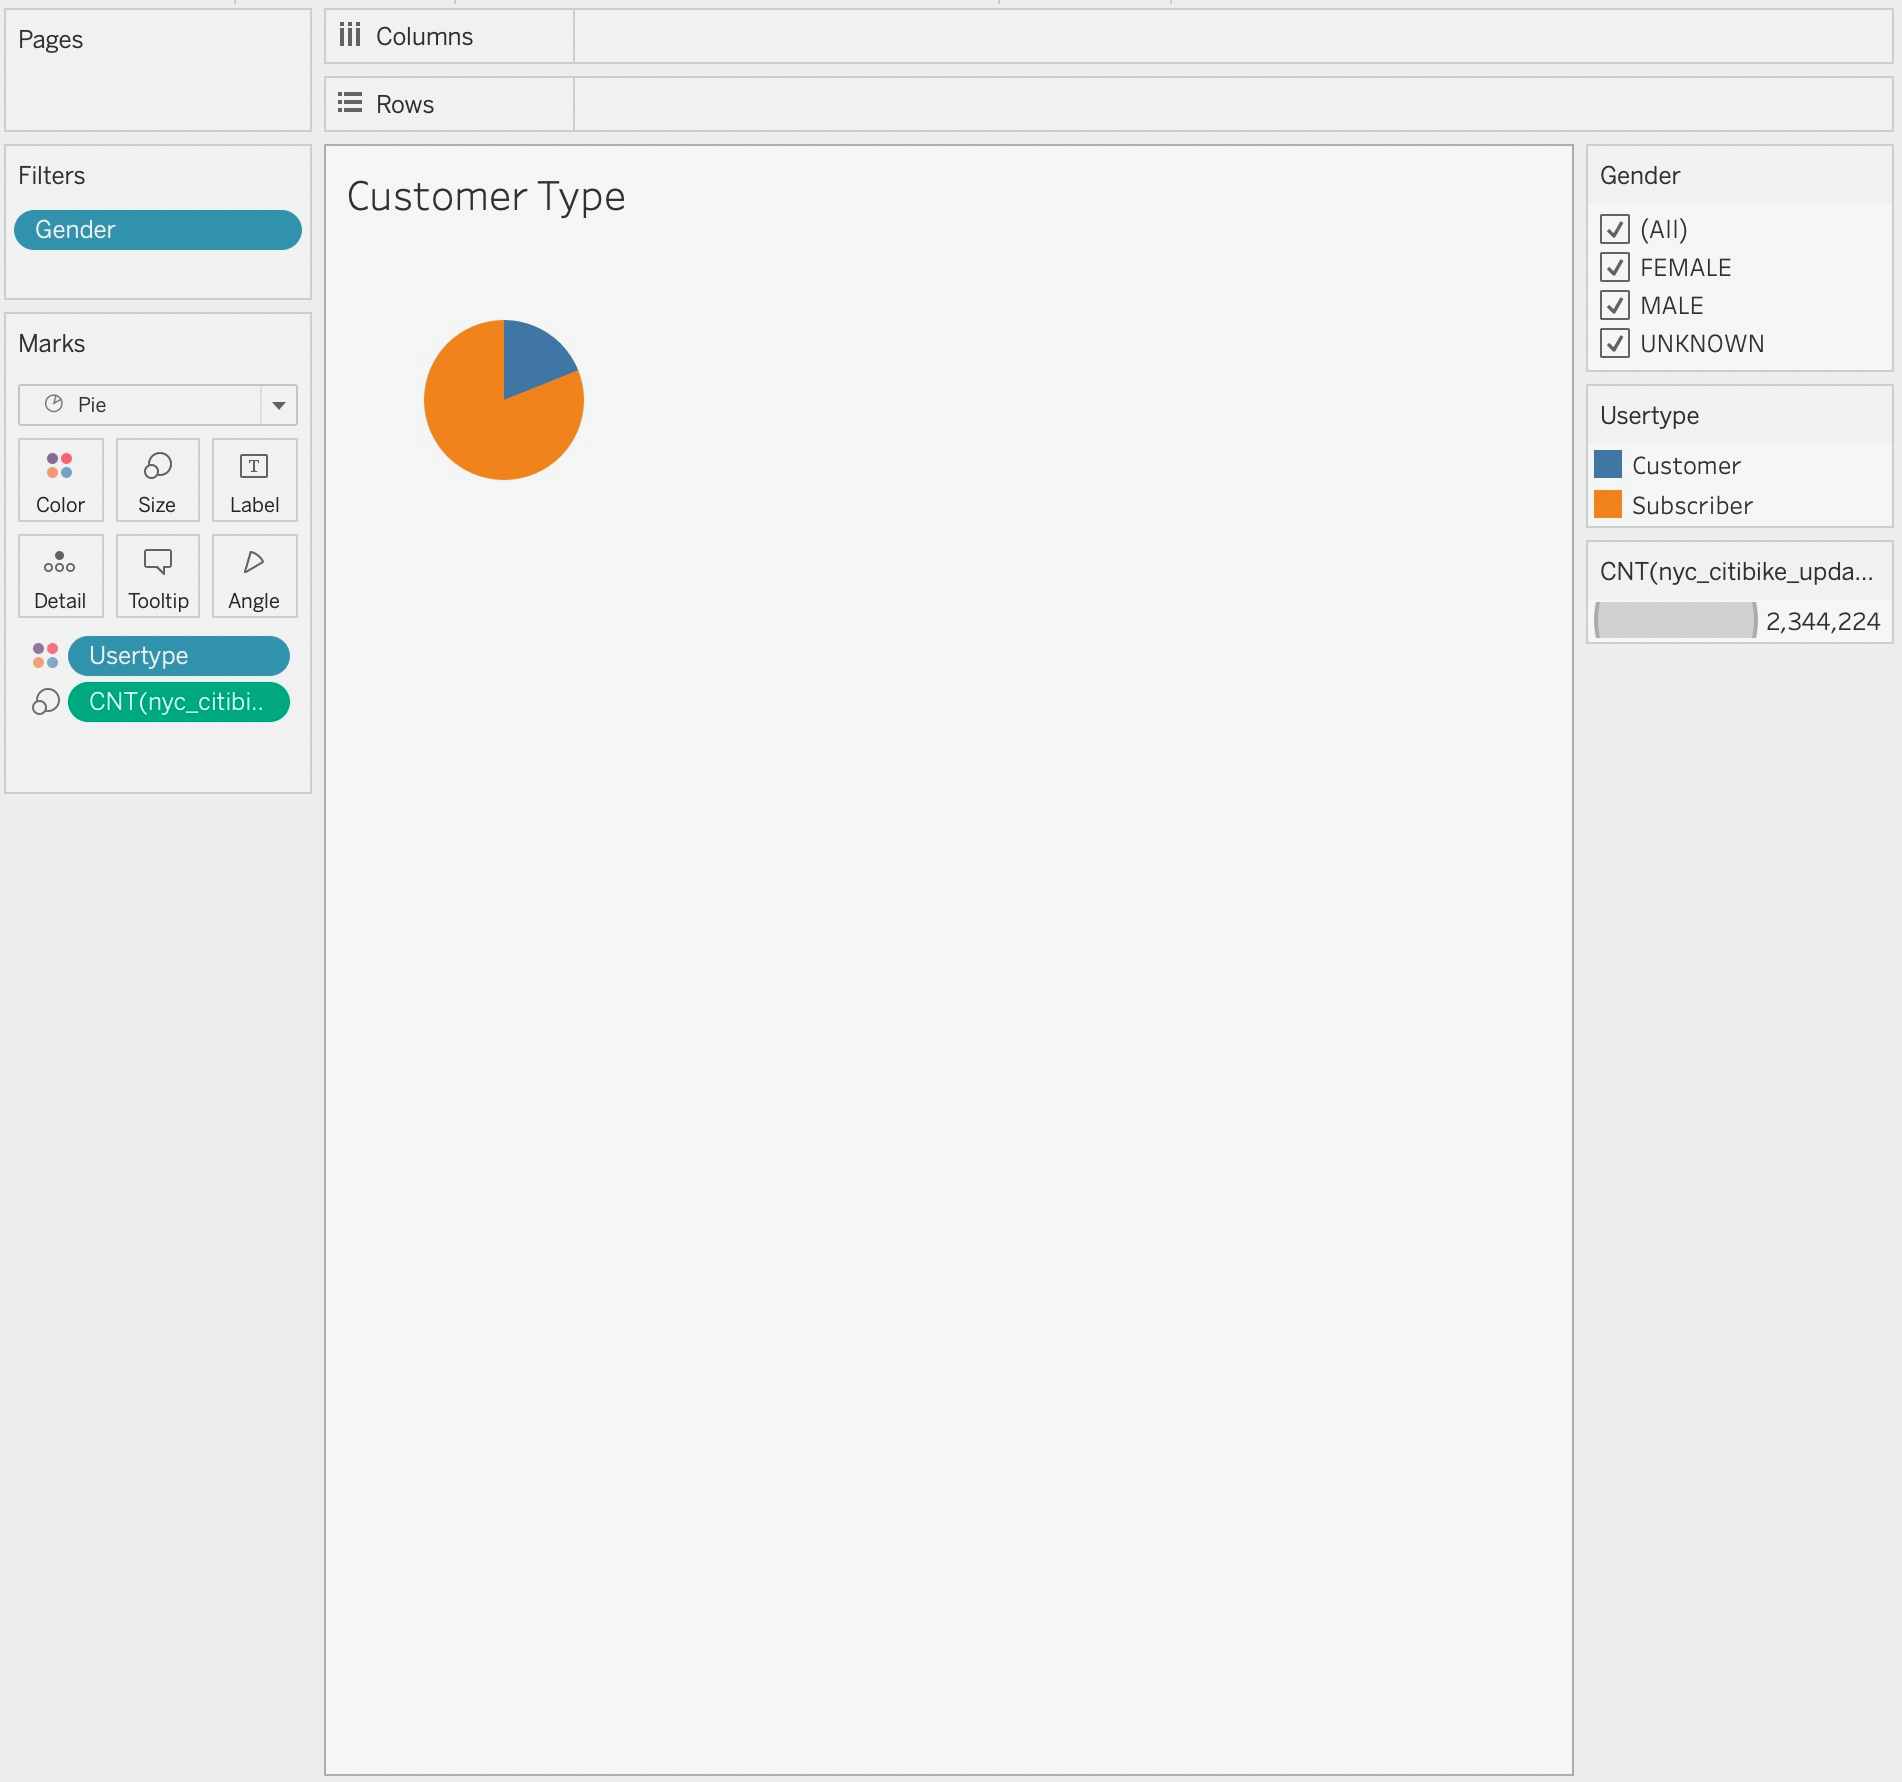 Pages
Columns
Rows
Filters
Gender
Marks
Pie
Color
Size
T
Label
Detail
Tooltip
Angle
Usertype
CNT(nyc_citibi..
Customer Type
Gender
(All)
FEMALE
MALE
UNKNOWN
Usertype
Customer
Subscriber
CNT(nyc_citibike_upda...
2,344,224